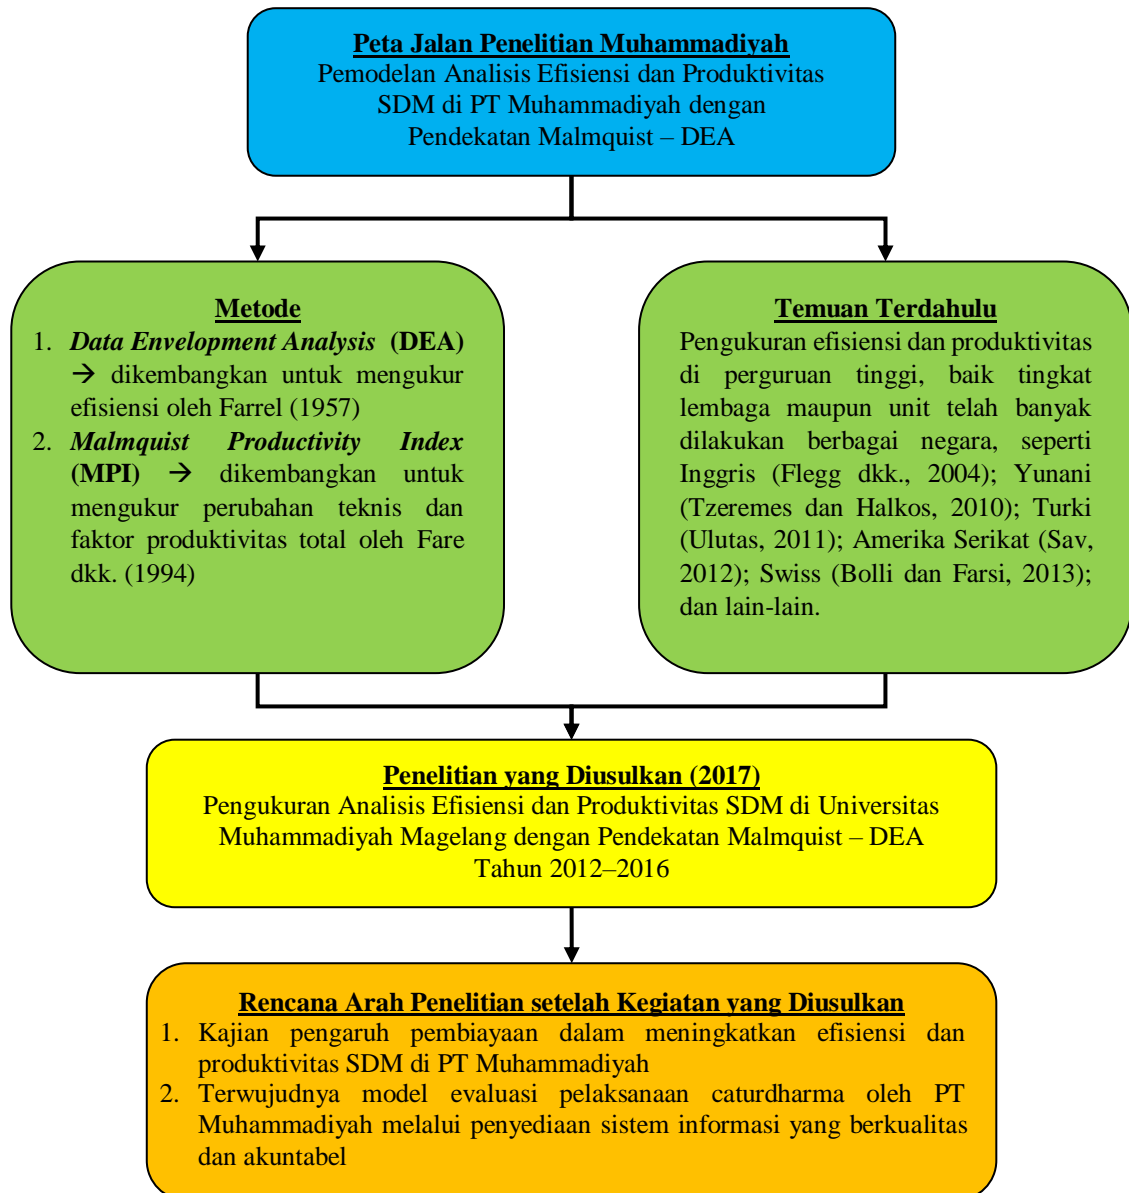 Peta Jalan Penelitian Muhammadiyah
Pemodelan Analisis Efisiensi dan Produktivitas
SDM di PT Muhammadiyah dengan
Pendekatan Malmquist – DEA
Metode
1. Data Envelopment Analysis (DEA)
→ dikembangkan untuk mengukur
efisiensi oleh Farrel (1957)
2. Malmquist Productivity Index
(MPI) → dikembangkan untuk
mengukur perubahan teknis dan
faktor produktivitas total oleh Fare
dkk. (1994)
Temuan Terdahulu
Pengukuran efisiensi dan produktivitas
di perguruan tinggi, baik tingkat
lembaga maupun unit telah banyak
dilakukan berbagai negara, seperti
Inggris (Flegg dkk., 2004); Yunani
(Tzeremes dan Halkos, 2010); Turki
(Ulutas, 2011); Amerika Serikat (Sav,
2012); Swiss (Bolli dan Farsi, 2013);
dan lain-lain.
Penelitian yang Diusulkan (2017)
Pengukuran Analisis Efisiensi dan Produktivitas SDM di Universitas
Muhammadiyah Magelang dengan Pendekatan Malmquist – DEA
Tahun 2012–2016
Rencana Arah Penelitian setelah Kegiatan yang Diusulkan
1. Kajian pengaruh pembiayaan dalam meningkatkan efisiensi dan
produktivitas SDM di PT Muhammadiyah
2. Terwujudnya model evaluasi pelaksanaan caturdharma oleh PT
Muhammadiyah melalui penyediaan sistem informasi yang berkualitas
dan akuntabel